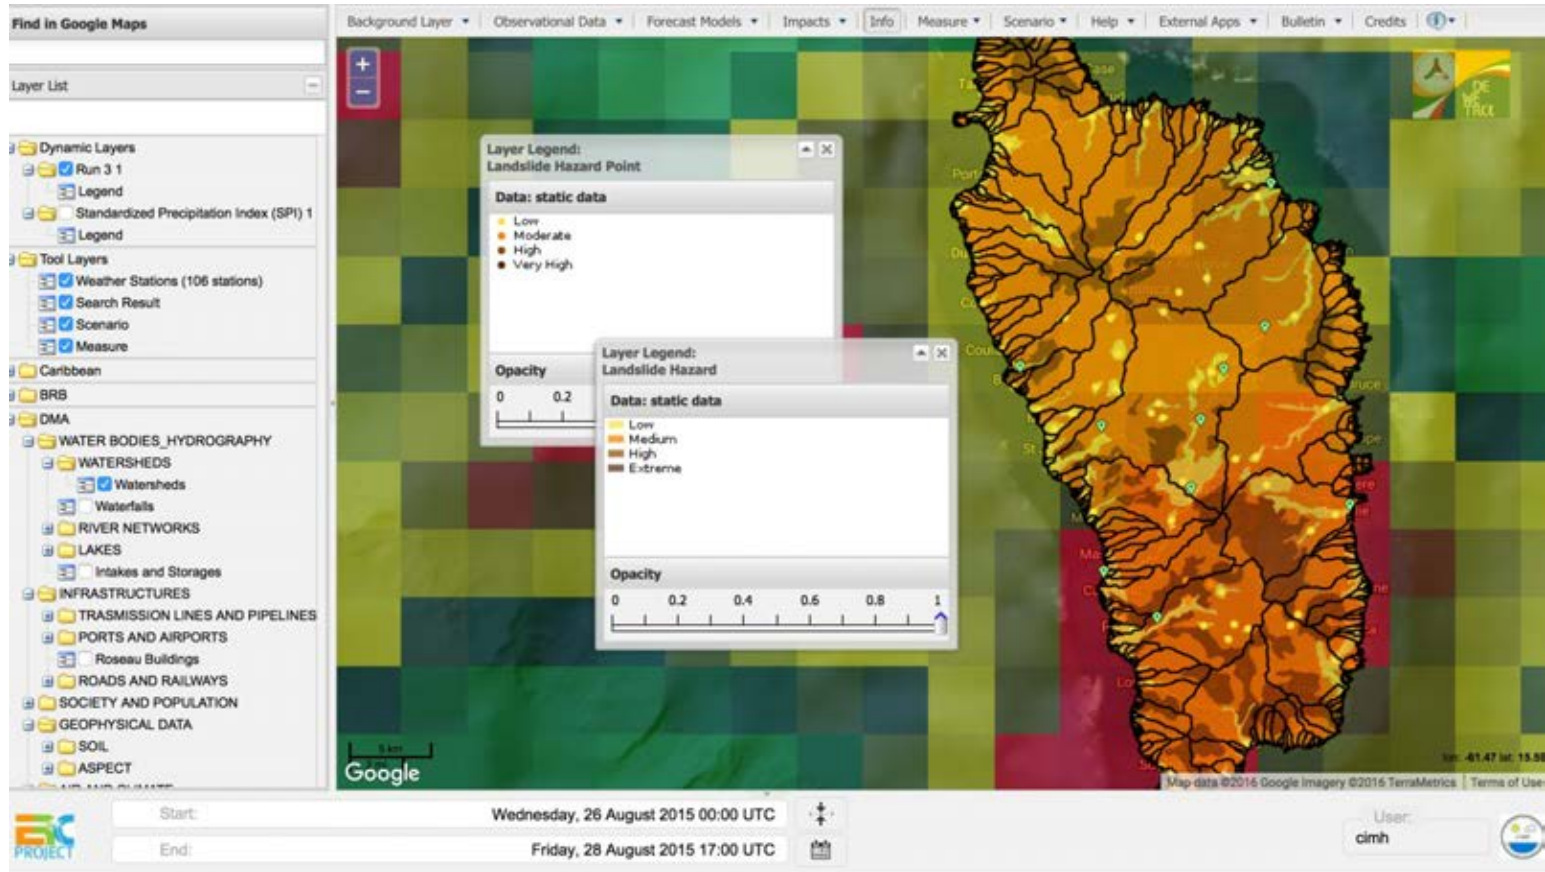 Find in Google Maps
Background Layer
Observational Data
Forecast Models
Impacts
Info
Measure
Scenario
Help
External Apps
Bulletin
Credits
+
−
Layer List
Dynamic Layers
Run 3 1
Legend
Standardized Precipitation Index (SPI) 1
Legend
Tool Layers
Weather Stations (106 stations)
Search Result
Scenario
Measure
Caribbean
BRB
DMA
WATER BODIES_HYDROGRAPHY
WATERSHEDS
Watersheds
Waterfalls
RIVER NETWORKS
LAKES
Intakes and Storages
INFRASTRUCTURES
TRASMISSION LINES AND PIPELINES
PORTS AND AIRPORTS
Roseau Buildings
ROADS AND RAILWAYS
SOCIETY AND POPULATION
GEOPHYSICAL DATA
SOIL
ASPECT
Layer Legend:
Landslide Hazard Point
Data: static data
Low
Moderate
High
Very High
Opacity
0 0.2
Layer Legend:
Landslide Hazard
Data: static data
Low
Medium
High
Extreme
Opacity
0 0.2 0.4 0.6 0.8 1
5 km
Google
Map data ©2016 Google Imagery ©2016 TerraMetrics
Terms of Use
Start: Wednesday, 26 August 2015 00:00 UTC
End: Friday, 28 August 2015 17:00 UTC
User:
cimh
ERC
PROJECT